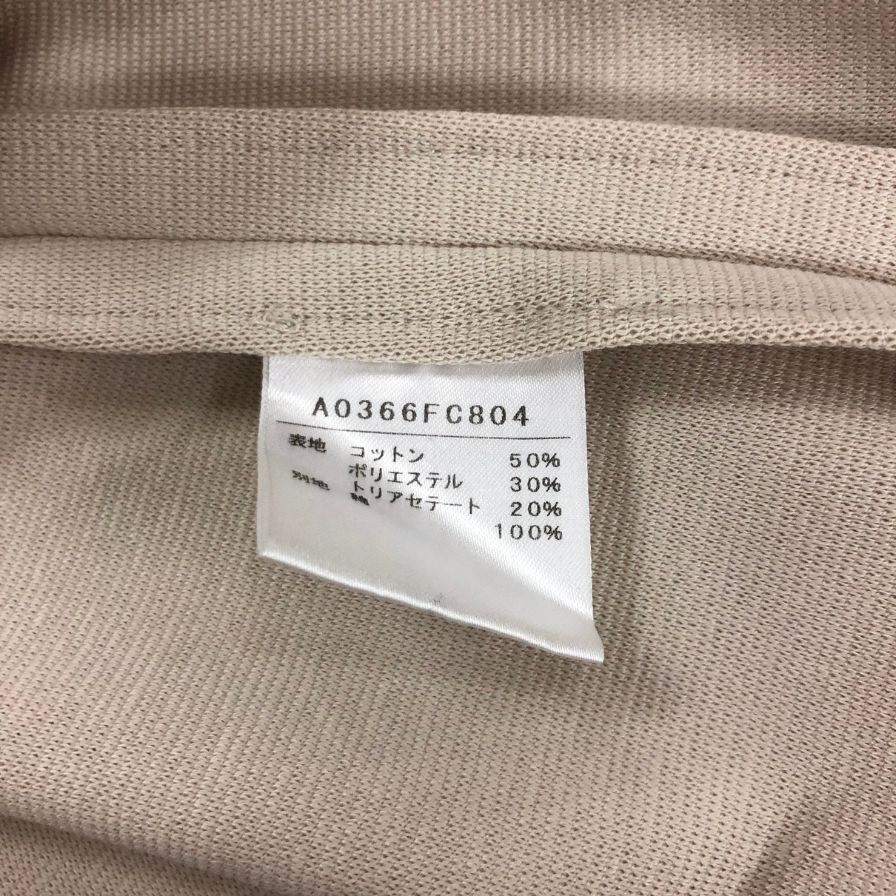 A0366FC804
表地 コットン 50%
ポリエステル 30%
別地 トリアセテート 20%
綿 100%